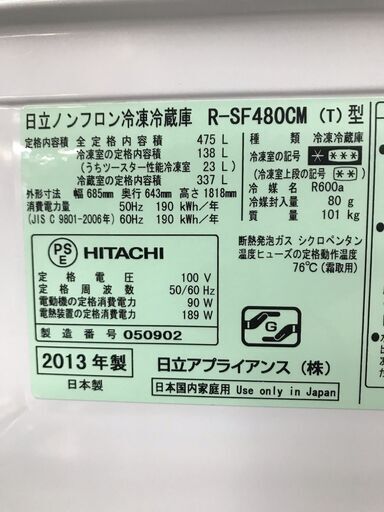 日立ノンフロン冷凍冷蔵庫 R-SF480CM (T) 型
定格内容積 全定格内容積 475 L
冷凍室の定格内容積 138 L
(うちツースター性能冷凍室 23 L)
冷蔵室の定格内容積 337 L
外形寸法 幅 685mm 奥行 643mm 高さ 1818mm
消費電力量 50Hz 190 kWh/年
(JIS C 9801-2006年) 60Hz 190 kWh/年
種類 冷凍冷蔵庫
冷凍室の記号 * ***
(冷凍室上段の記号 **)
冷媒名 R600a
冷媒封入量 80 g
質量 101 kg
断熱発泡ガス シクロペンタン
温度ヒューズの定格動作温度
76℃(霜取用)
PS
E
HITACHI
定格電圧 100 V
定格周波数 50/60 Hz
電動機の定格消費電力 90 W
電熱装置の定格消費電力 189 W
製造番号 050902
G
2013年製
日本製
日立アプライアンス(株)
日本国内家庭用 Use only in Japan